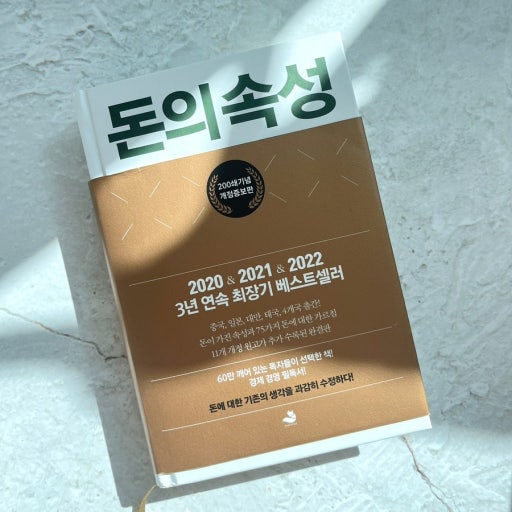 돈의 속성
200쇄기념
개정증보판
2020 & 2021 & 2022
3년 연속 최장기 베스트셀러
중국, 일본, 대만, 태국, 4개국 출간!
돈이 가진 속성과 75가지 돈에 대한 가르침
11개 개정 원고가 추가 수록된 완결판
60만 깨어 있는 독자들이 선택한 책!
경제 경영 필독서!
돈에 대한 기존의 생각을 과감히 수정하다!